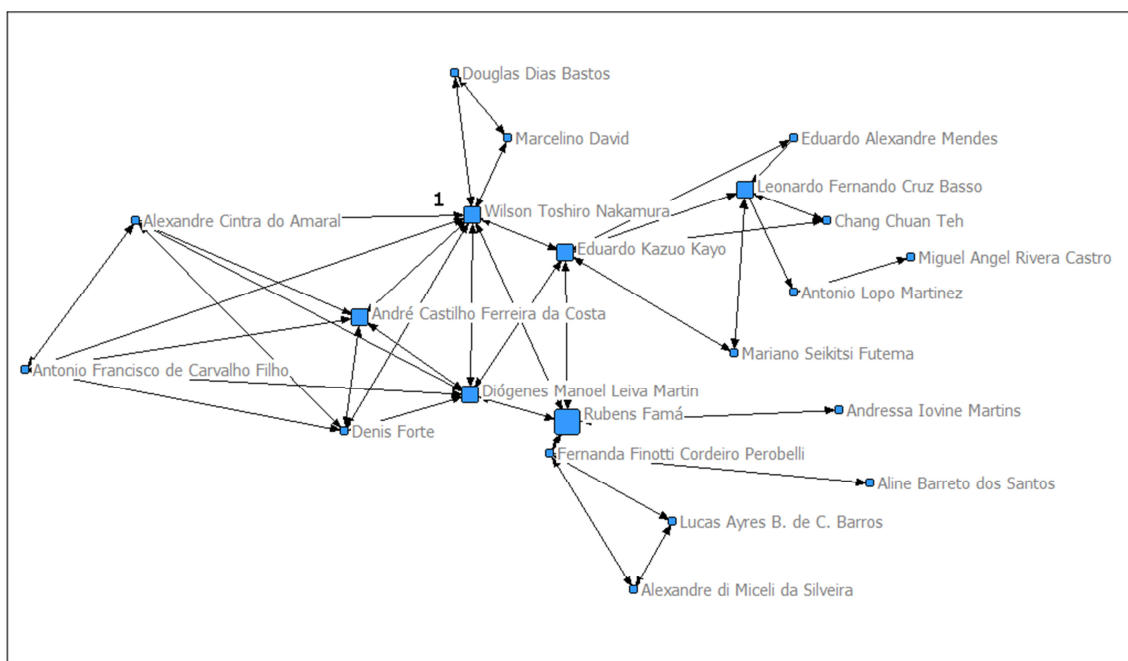 Douglas Dias Bastos
Marcelino David
Eduardo Alexandre Mendes
Leonardo Fernando Cruz Basso
1
Wilson Toshiro Nakamura
Alexandre Cintra do Amaral
Chang Chuan Teh
Eduardo Kazuo Kayo
Miguel Angel Rivera Castro
Antonio Lopo Martinez
André Castilho Ferreira da Costa
Mariano Seikitsi Futema
Antonio Francisco de Carvalho Filho
Diógenes Manoel Leiva Martin
Andressa Iovine Martins
Rubens Famá
Denis Forte
Fernanda Finotti Cordeiro Perobelli
Aline Barreto dos Santos
Lucas Ayres B. de C. Barros
Alexandre di Miceli da Silveira